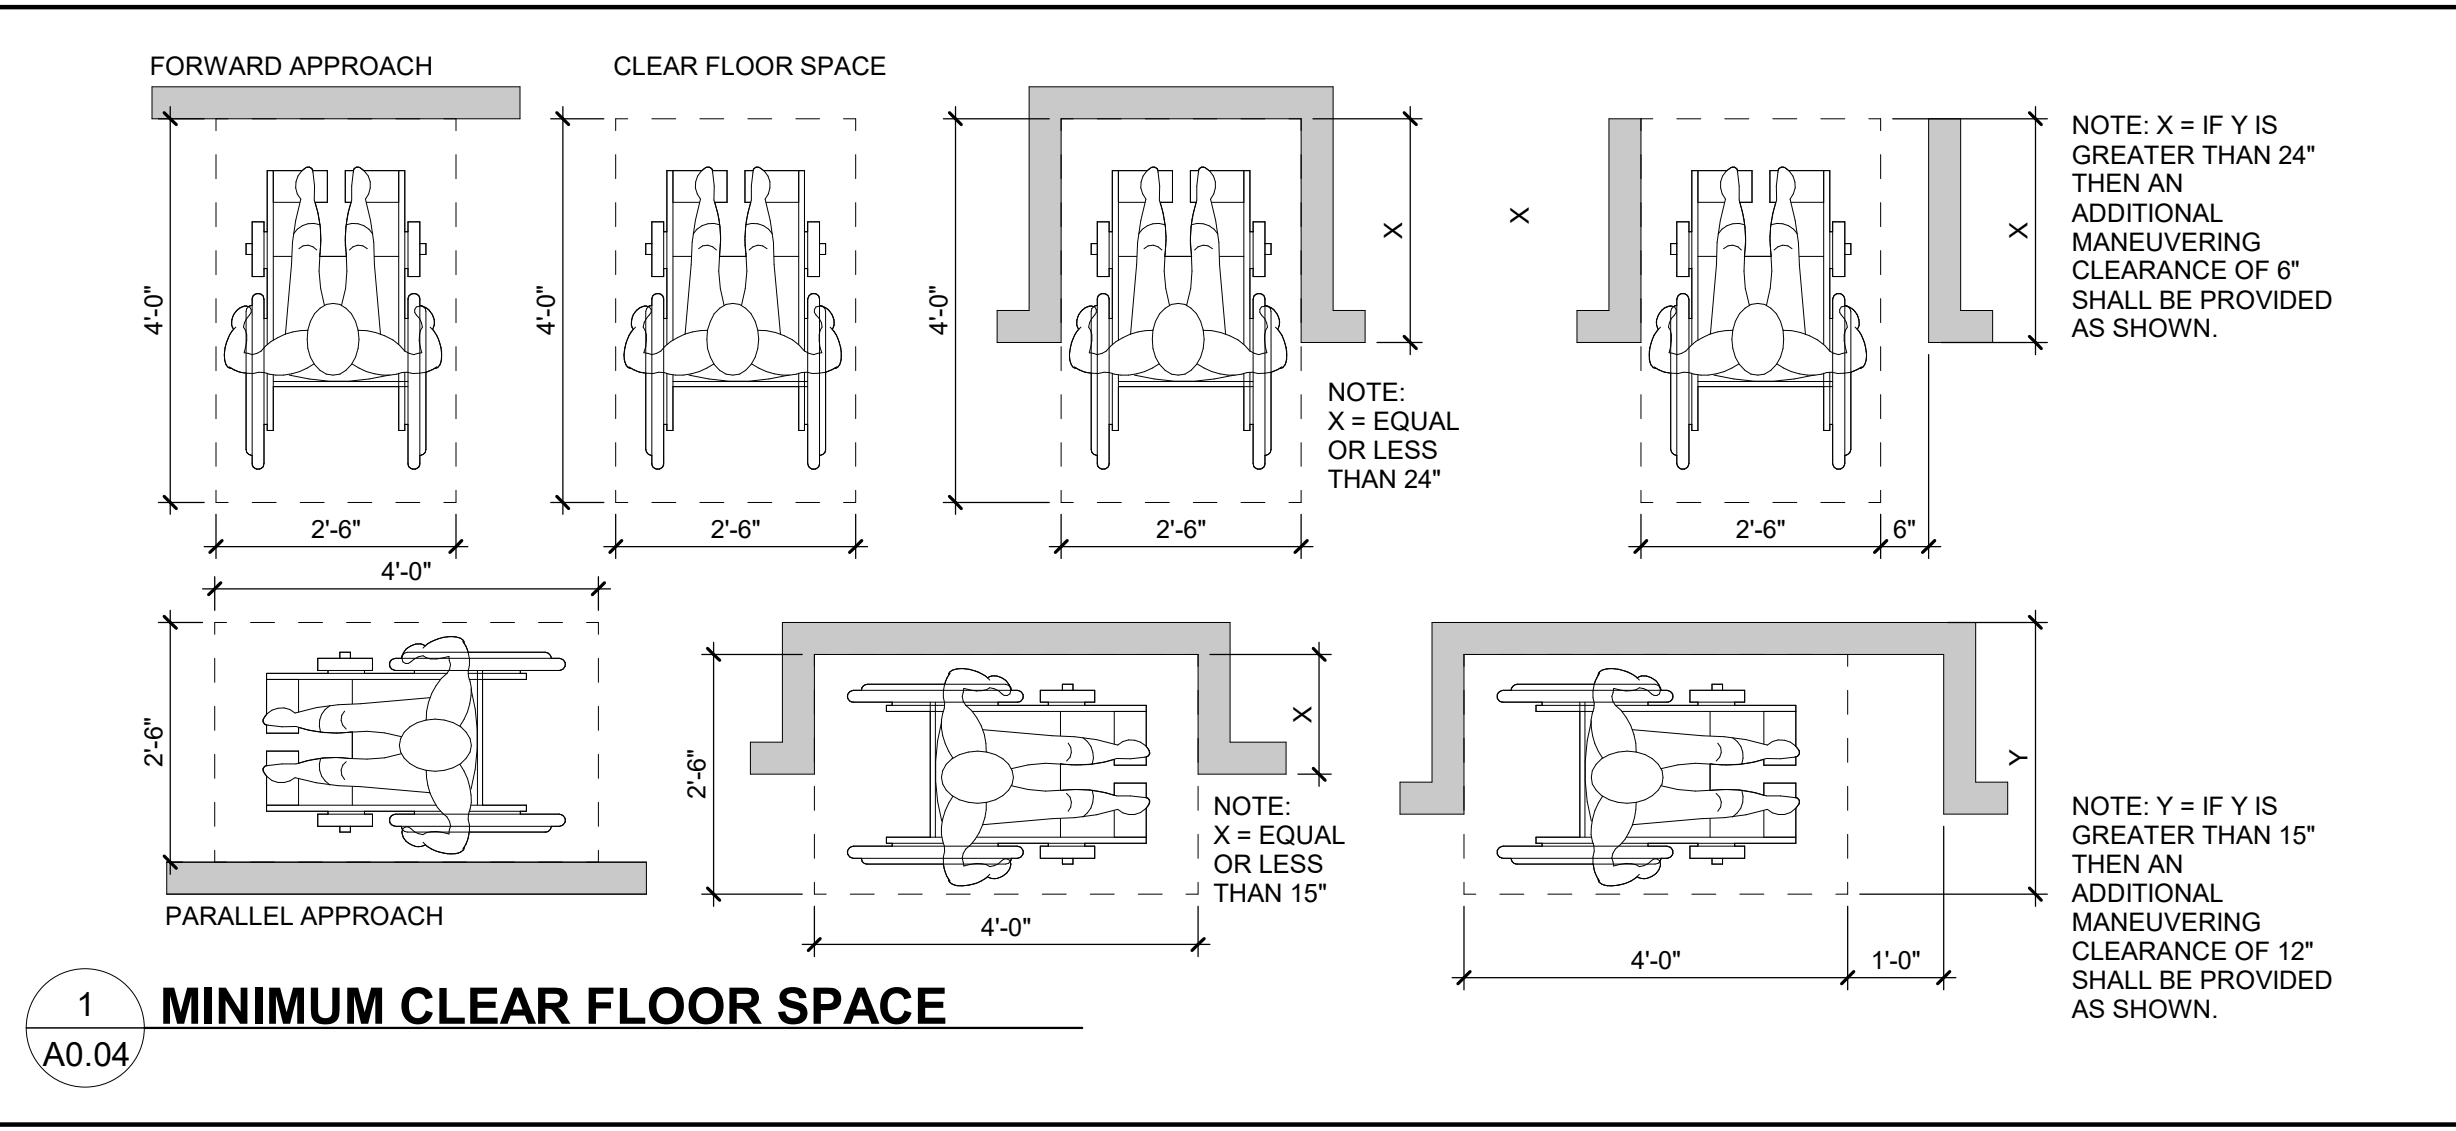 FORWARD APPROACH
CLEAR FLOOR SPACE
4'-0"
2'-6"
4'-0"
2'-6"
4'-0"
2'-6"
X
NOTE:
X = EQUAL
OR LESS
THAN 24"
X
2'-6"
6"
X
NOTE: X = IF Y IS
GREATER THAN 24"
THEN AN
ADDITIONAL
MANEUVERING
CLEARANCE OF 6"
SHALL BE PROVIDED
AS SHOWN.
4'-0"
2'-6"
PARALLEL APPROACH
2'-6"
4'-0"
X
NOTE:
X = EQUAL
OR LESS
THAN 15"
4'-0"
1'-0"
Y
NOTE: Y = IF Y IS
GREATER THAN 15"
THEN AN
ADDITIONAL
MANEUVERING
CLEARANCE OF 12"
SHALL BE PROVIDED
AS SHOWN.
1
A0.04
MINIMUM CLEAR FLOOR SPACE